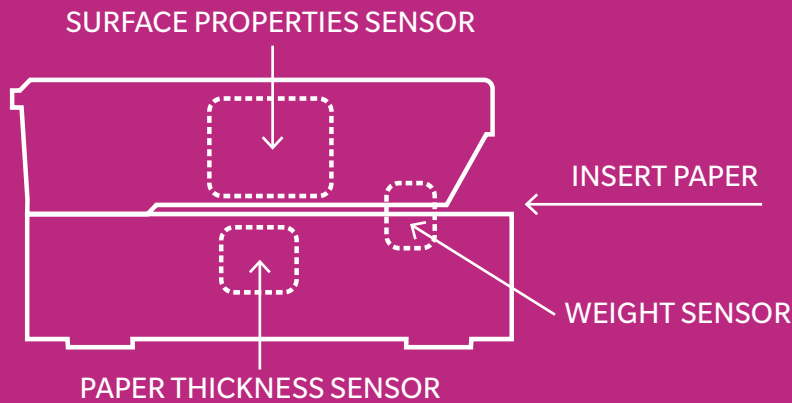 SURFACE PROPERTIES SENSOR
INSERT PAPER
WEIGHT SENSOR
PAPER THICKNESS SENSOR